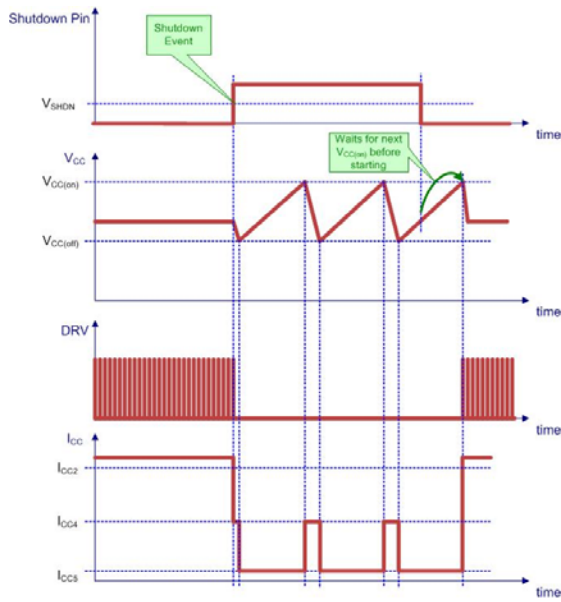 Shutdown Pin
Shutdown
Event
VSHDN
time
Waits for next
VCC(on) before
starting
VCC
VCC(on)
VCC(off)
time
DRV
time
ICC
ICC2
ICC4
ICC5
time